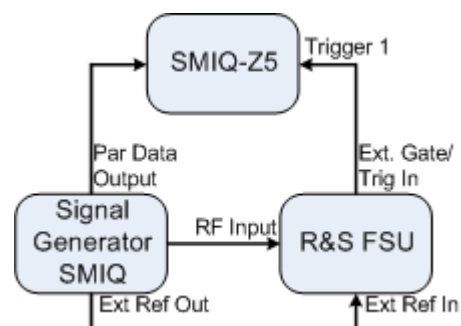 SMIQ-Z5
Trigger 1
Par Data
Output
Ext. Gate/
Trig In
Signal
Generator
SMIQ
RF Input
R&S FSU
Ext Ref Out
Ext Ref In